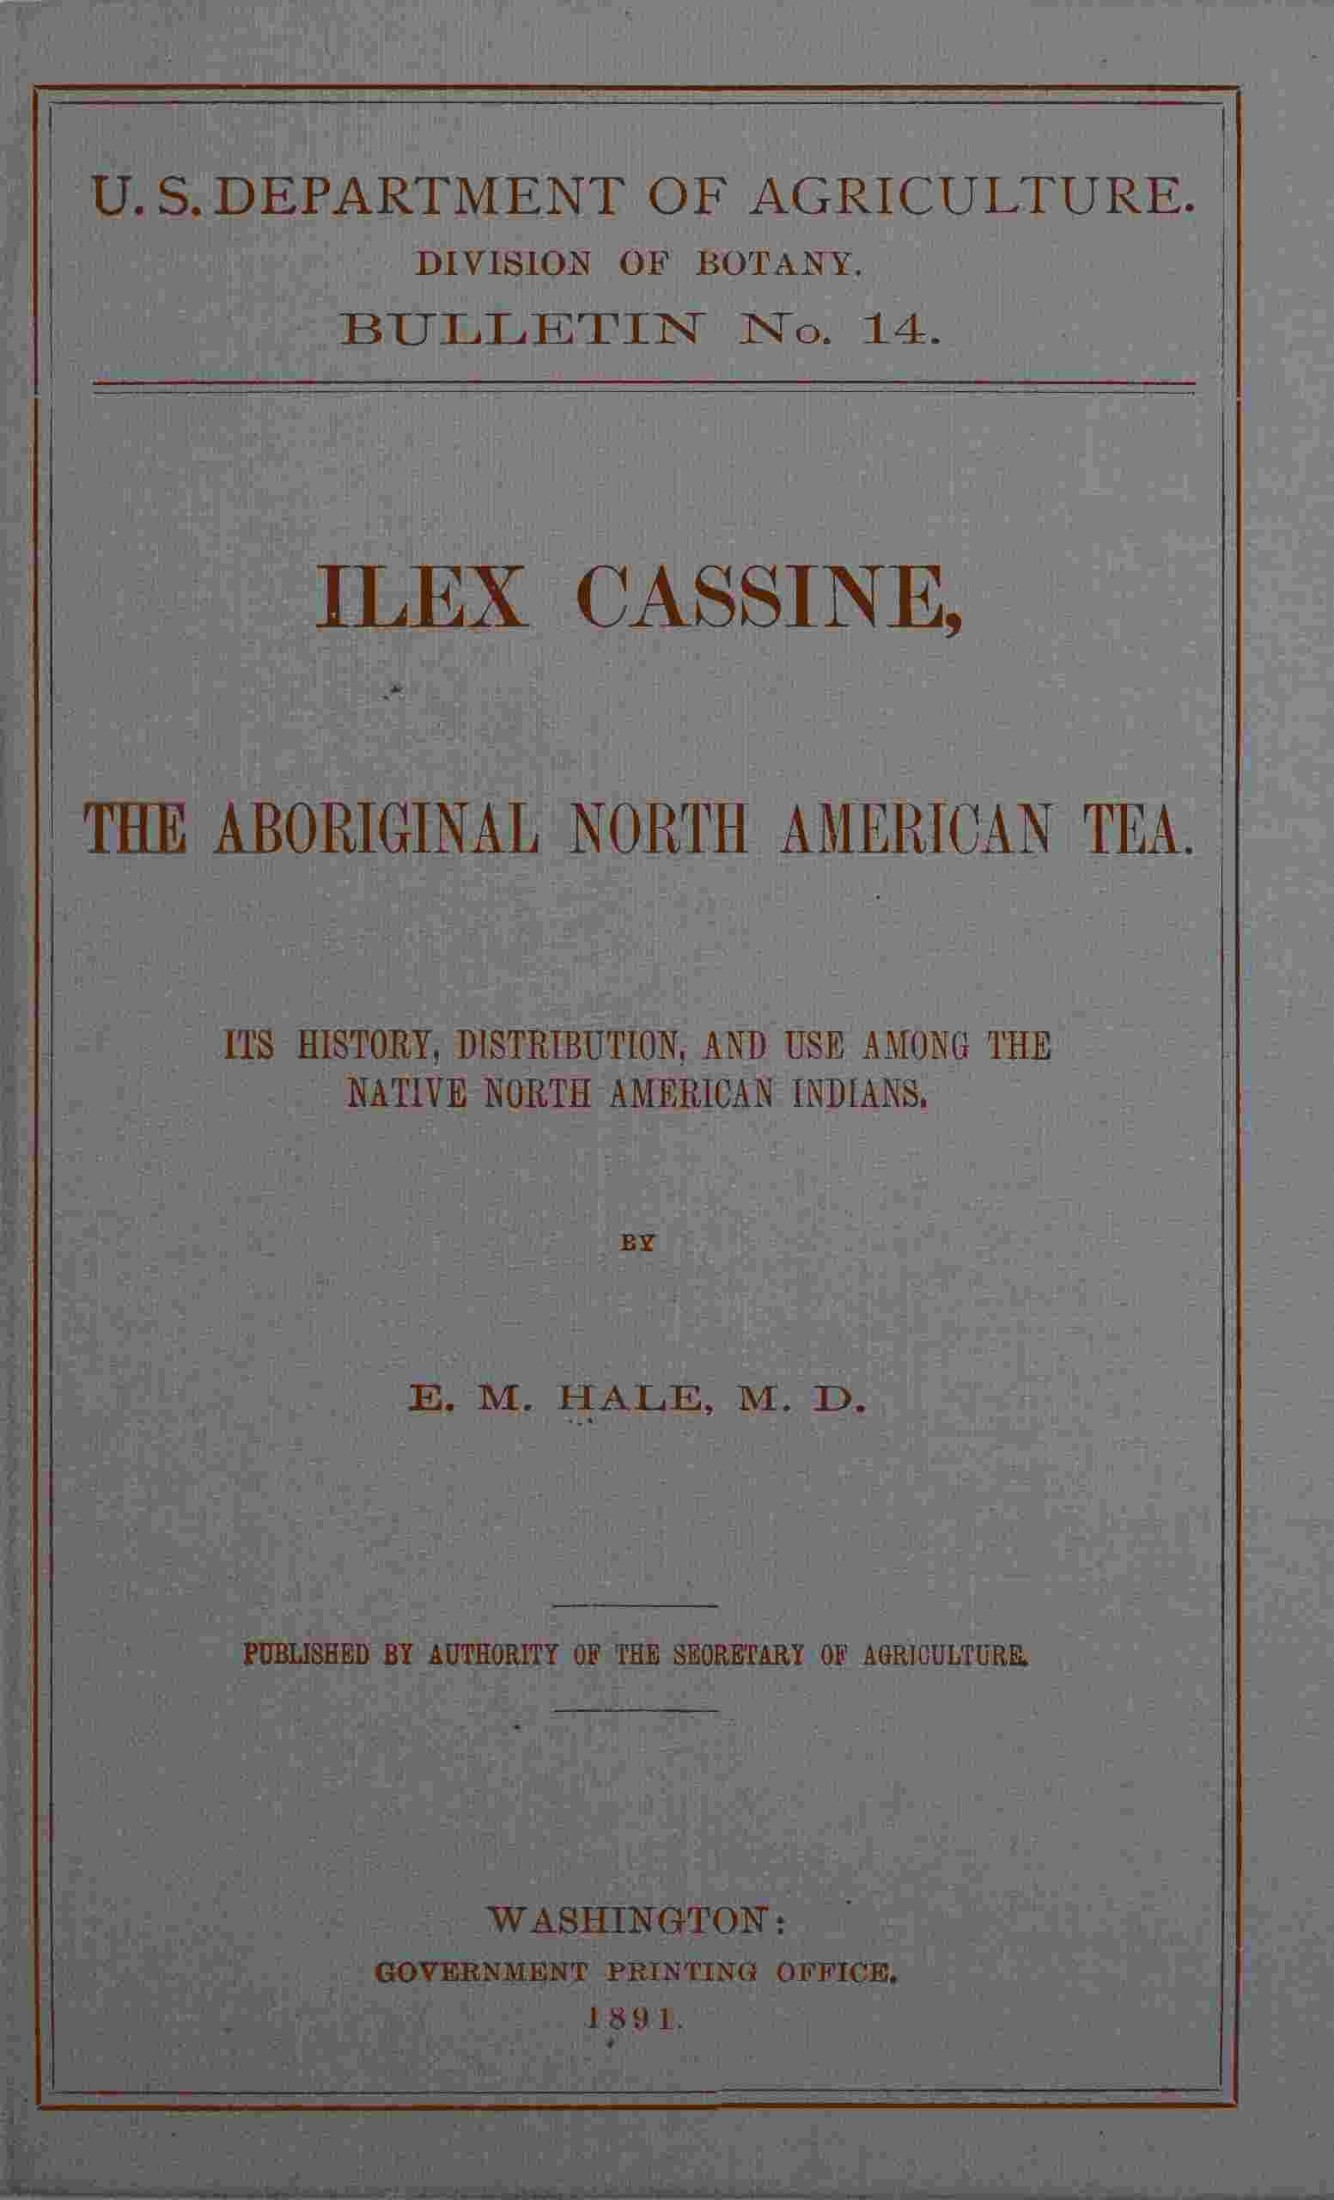 U. S. DEPARTMENT OF AGRICULTURE.
DIVISION OF BOTANY.
BULLETIN No. 14.
ILEX CASSINE,
THE ABORIGINAL NORTH AMERICAN TEA.
ITS HISTORY, DISTRIBUTION, AND USE AMONG THE
NATIVE NORTH AMERICAN INDIANS.
BY
E. M. HALE, M. D.
PUBLISHED BY AUTHORITY OF THE SECRETARY OF AGRICULTURE.
WASHINGTON:
GOVERNMENT PRINTING OFFICE.
1891.